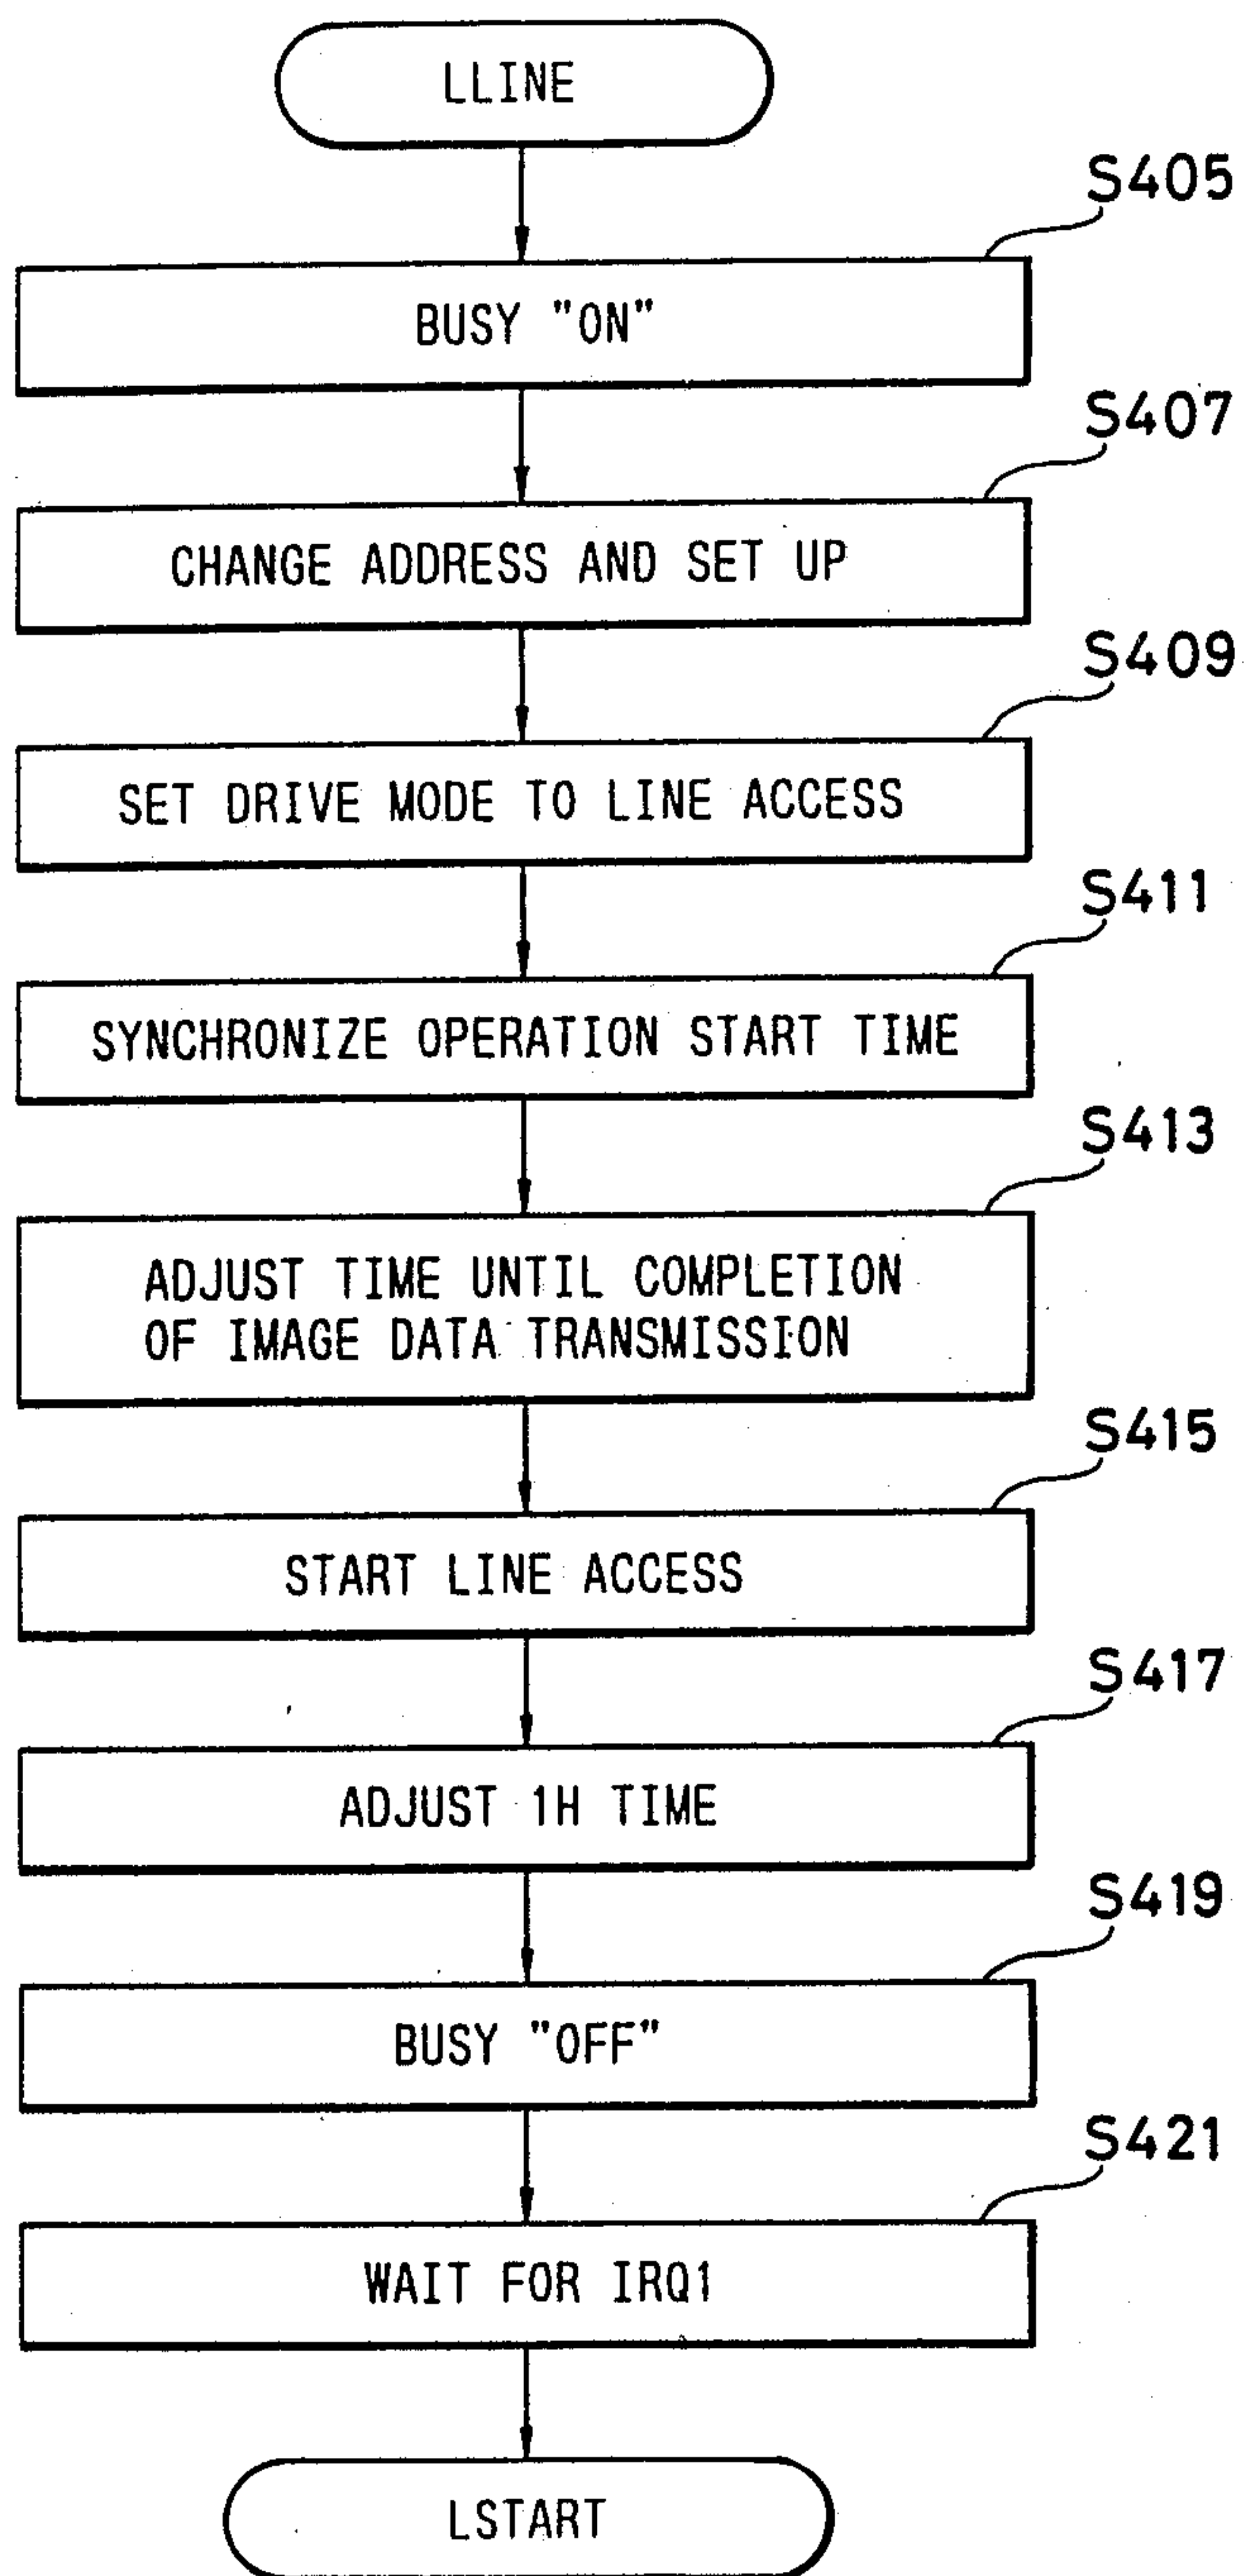 LLINE
S405
BUSY "ON"
S407
CHANGE ADDRESS AND SET UP
S409
SET DRIVE MODE TO LINE ACCESS
S411
SYNCHRONIZE OPERATION START TIME
S413
ADJUST TIME UNTIL COMPLETION
OF IMAGE DATA TRANSMISSION
S415
START LINE ACCESS
S417
ADJUST 1H TIME
S419
BUSY "OFF"
S421
WAIT FOR IRQ1
LSTART